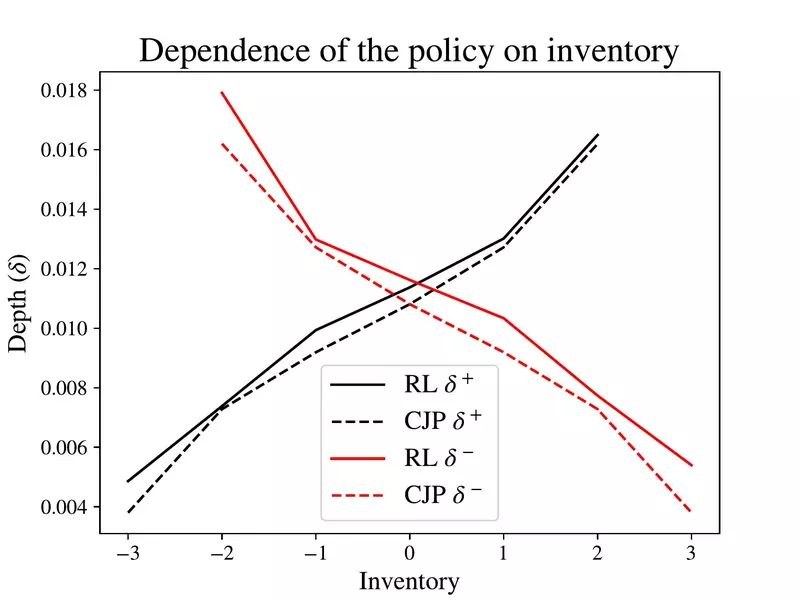 Dependence of the policy on inventory
0.018
0.016
0.014
0.012
0.010
0.008
0.006
0.004
Depth (δ)
RL δ⁺
CJP δ⁺
RL δ⁻
CJP δ⁻
−3 −2 −1 0 1 2 3
Inventory